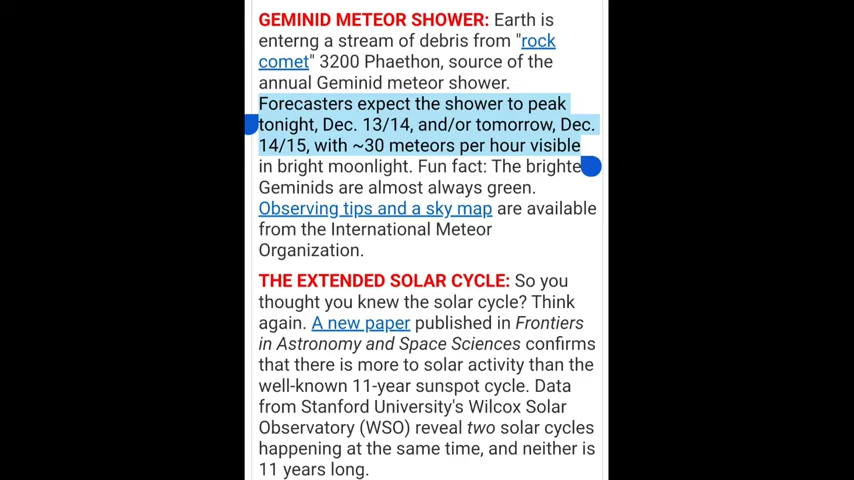 GEMINID METEOR SHOWER: Earth is
enterng a stream of debris from "rock
comet" 3200 Phaethon, source of the
annual Geminid meteor shower.
Forecasters expect the shower to peak
tonight, Dec. 13/14, and/or tomorrow, Dec.
14/15, with ~30 meteors per hour visible
in bright moonlight. Fun fact: The brighte
Geminids are almost always green.
Observing tips and a sky map are available
from the International Meteor
Organization.
THE EXTENDED SOLAR CYCLE: So you
thought you knew the solar cycle? Think
again. A new paper published in Frontiers
in Astronomy and Space Sciences confirms
that there is more to solar activity than the
well-known 11-year sunspot cycle. Data
from Stanford University's Wilcox Solar
Observatory (WSO) reveal two solar cycles
happening at the same time, and neither is
11 years long.